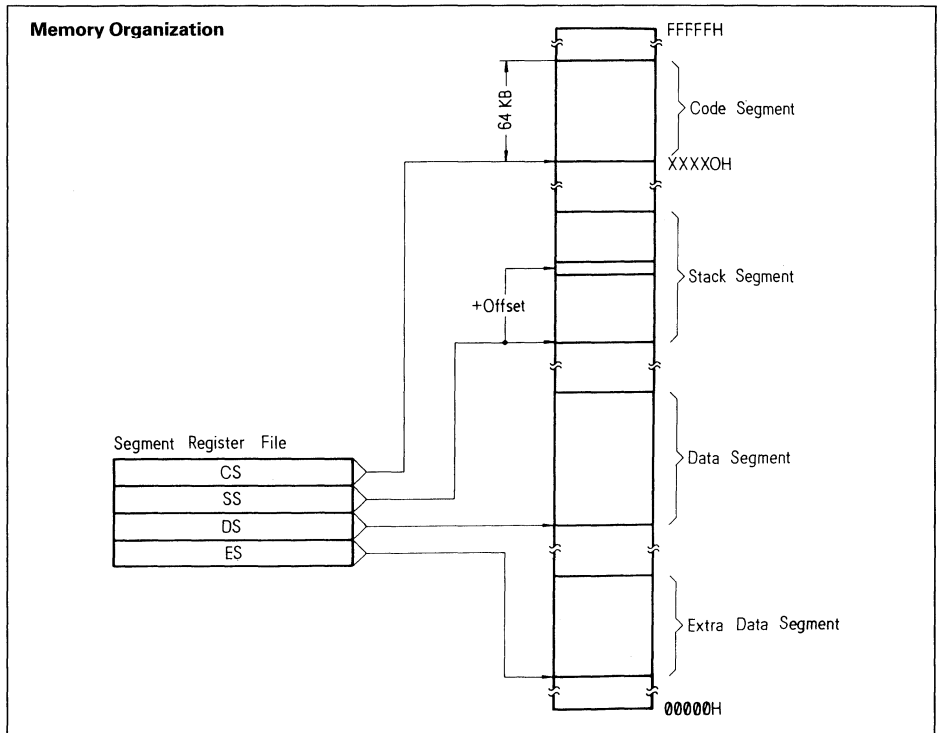 Memory Organization
FFFFFH
64 KB
Code Segment
XXXXOH
Stack Segment
+Offset
Data Segment
Segment Register File
CS
SS
DS
ES
Extra Data Segment
00000H